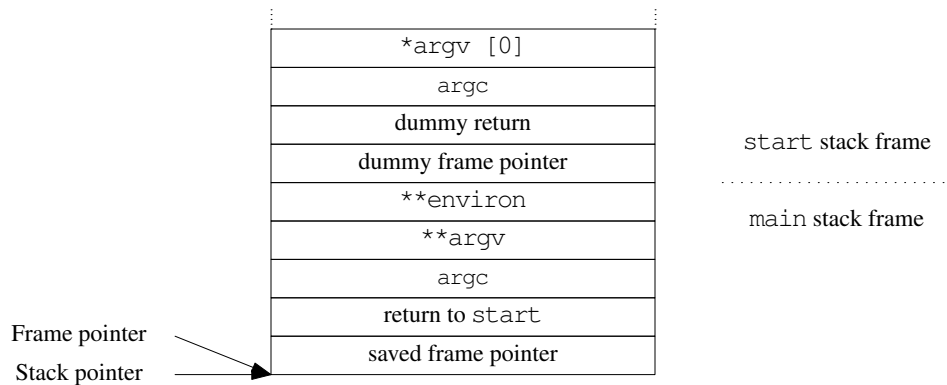 *argv [0]
argc
dummy return
dummy frame pointer
**environ
**argv
argc
return to start
saved frame pointer
start stack frame
main stack frame
Frame pointer
Stack pointer